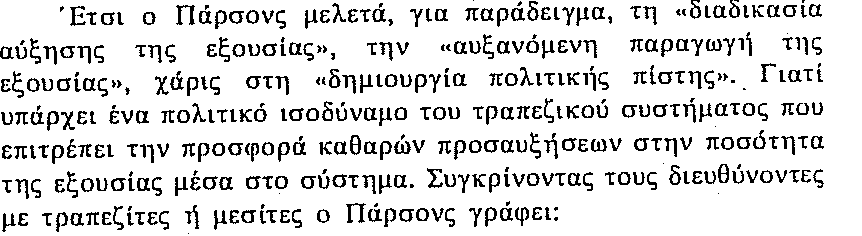 Έτσι ο Πάρσονς μελετά, για παράδειγμα, τη «διαδικασία
αύξησης της εξουσίας», την «αυξανόμενη παραγωγή της
εξουσίας», χάρις στη «δημιουργία πολιτικής πίστης». Γιατί
υπάρχει ένα πολιτικό ισοδύναμο του τραπεζικού συστήματος που
επιτρέπει την προσφορά καθαρών προσαυξήσεων στην ποσότητα
της εξουσίας μέσα στο σύστημα. Συγκρίνοντας τους διευθύνοντες
με τραπεζίτες ή μεσίτες ο Πάρσονς γράφει: